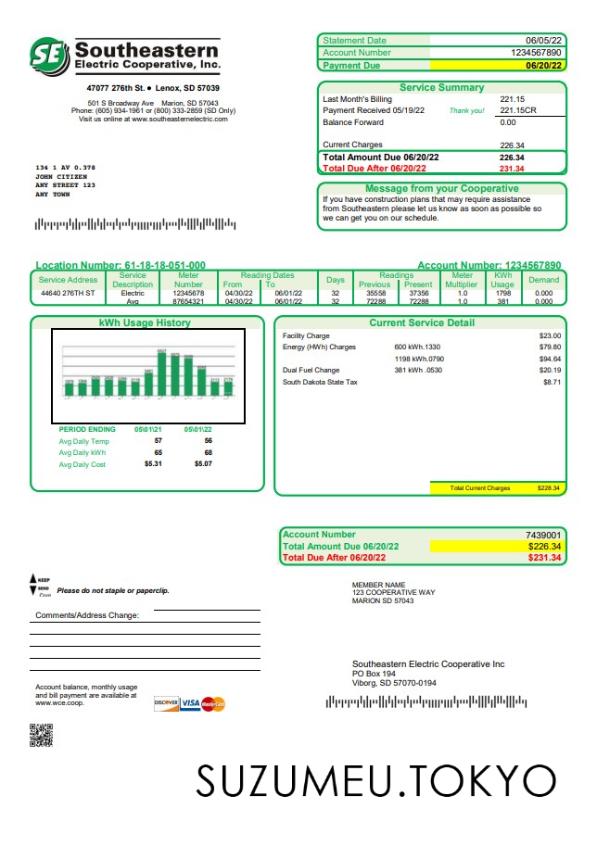 SE Southeastern
Electric Cooperative, Inc.
47077 276th St. ● Lenox, SD 57039
501 S Broadway Ave Marion, SD 57043
Phone: (605) 934-1961 or (800) 333-2859 (SD Only)
Visit us online at www.southeasternelectric.com
Statement Date 06/05/22
Account Number 1234567890
Payment Due 06/20/22
Service Summary
Last Month's Billing 221.15
Payment Received 05/19/22 Thank you! 221.15CR
Balance Forward 0.00
Current Charges 226.34
Total Amount Due 06/20/22 226.34
Total Due After 06/20/22 231.34
134 1 AV 0.378
JOHN CITIZEN
ANY STREET 123
ANY TOWN
Message from your Cooperative
If you have construction plans that may require assistance
from Southeastern please let us know as soon as possible so
we can get you on our schedule.
Location Number: 61-18-18-051-000 Account Number: 1234567890
Service Address Service Description Meter Number Reading Dates From To Days Readings Previous Present Meter Multiplier KWH Usage Demand
44640 276TH ST Electric 12345678 04/30/22 06/01/22 32 35558 37356 1.0 1798 0.000
Avg 87654321 04/30/22 06/01/22 32 72288 72288 1.0 381 0.000
kWh Usage History
PERIOD ENDING 05\01\21 05\01\22
Avg Daily Temp 57 56
Avg Daily kWh 65 68
Avg Daily Cost $5.31 $5.07
Current Service Detail
Facility Charge $23.00
Energy (HWh) Charges 600 kWh.1330 $79.80
1198 kWh.0790 $94.64
Dual Fuel Change 381 kWh .0530 $20.19
South Dakota State Tax $8.71
Total Current Charges $226.34
Account Number 7439001
Total Amount Due 06/20/22 $226.34
Total Due After 06/20/22 $231.34
KEEP
SEND
Please do not staple or paperclip.
Comments/Address Change:
MEMBER NAME
123 COOPERATIVE WAY
MARION SD 57043
Southeastern Electric Cooperative Inc
PO Box 194
Viborg, SD 57070-0194
Account balance, monthly usage
and bill payment are available at
www.wce.coop.
DISCOVER VISA MasterCard
SUZUMEU.TOKYO